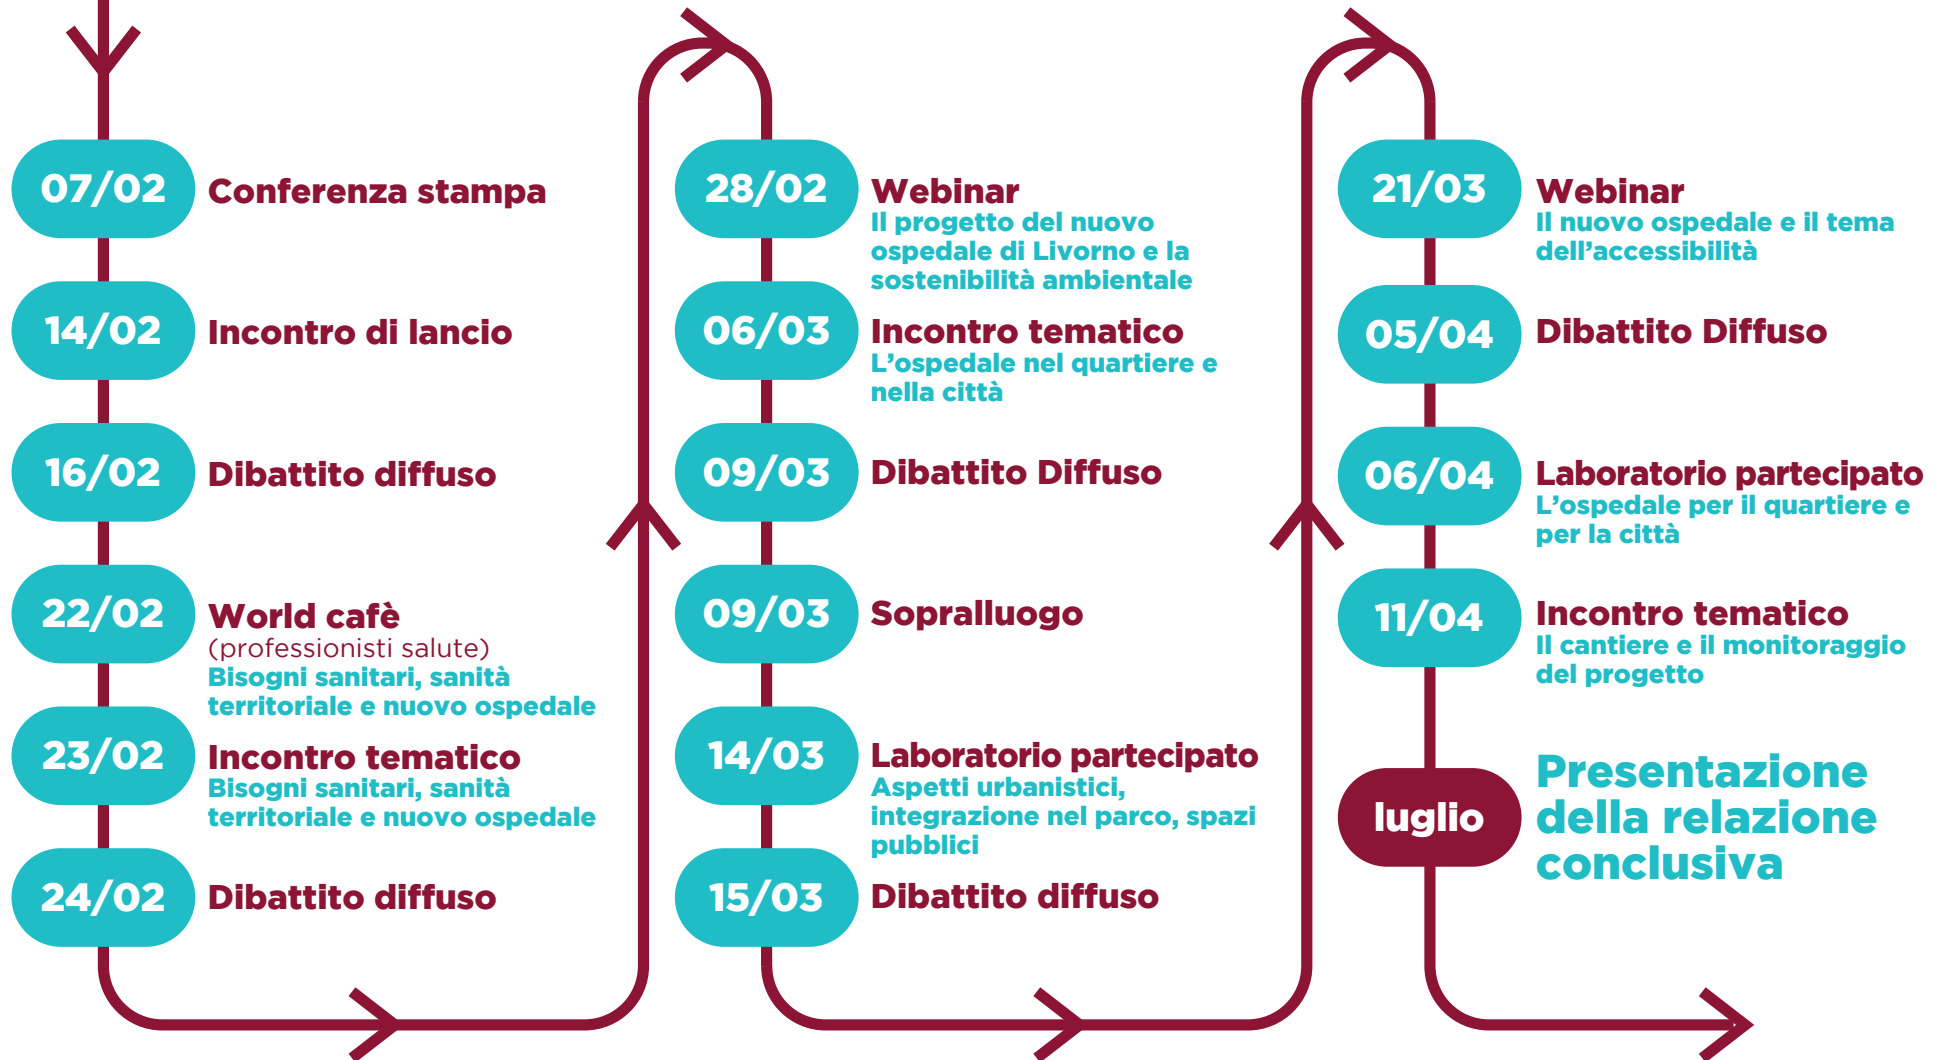 07/02
Conferenza stampa
14/02
Incontro di lancio
16/02
Dibattito diffuso
22/02
World cafè
(professionisti salute)
Bisogni sanitari, sanità
territoriale e nuovo ospedale
23/02
Incontro tematico
Bisogni sanitari, sanità
territoriale e nuovo ospedale
24/02
Dibattito diffuso
28/02
Webinar
Il progetto del nuovo
ospedale di Livorno e la
sostenibilità ambientale
06/03
Incontro tematico
L’ospedale nel quartiere e
nella città
09/03
Dibattito Diffuso
09/03
Sopralluogo
14/03
Laboratorio partecipato
Aspetti urbanistici,
integrazione nel parco, spazi
pubblici
15/03
Dibattito diffuso
21/03
Webinar
Il nuovo ospedale e il tema
dell’accessibilità
05/04
Dibattito Diffuso
06/04
Laboratorio partecipato
L’ospedale per il quartiere e
per la città
11/04
Incontro tematico
Il cantiere e il monitoraggio
del progetto
luglio
Presentazione
della relazione
conclusiva